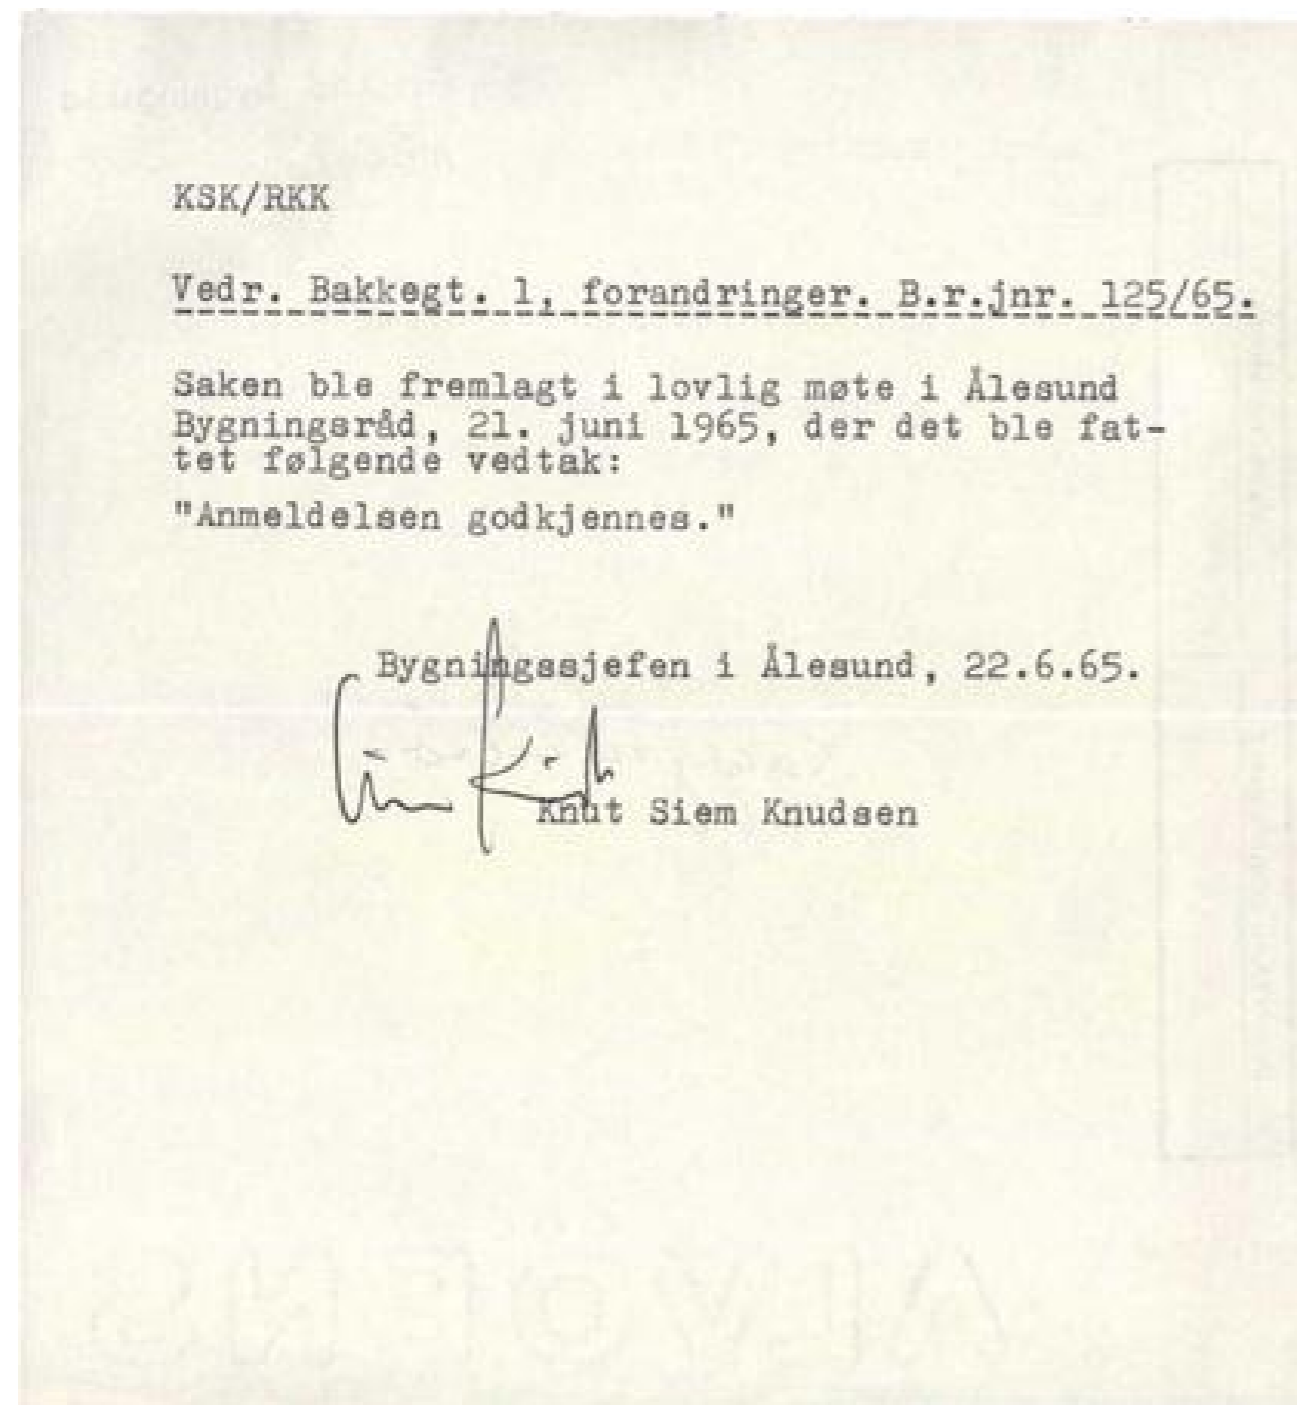 KSK/RKK
Vedr. Bakkegt. 1, forandringer. B.r.jnr. 125/65.
Saken ble fremlagt i lovlig møte i Ålesund
Bygningsråd, 21. juni 1965, der det ble fat-
tet følgende vedtak:
"Anmeldelsen godkjennes."
Bygningssjefen i Ålesund, 22.6.65.
Knut Siem Knudsen